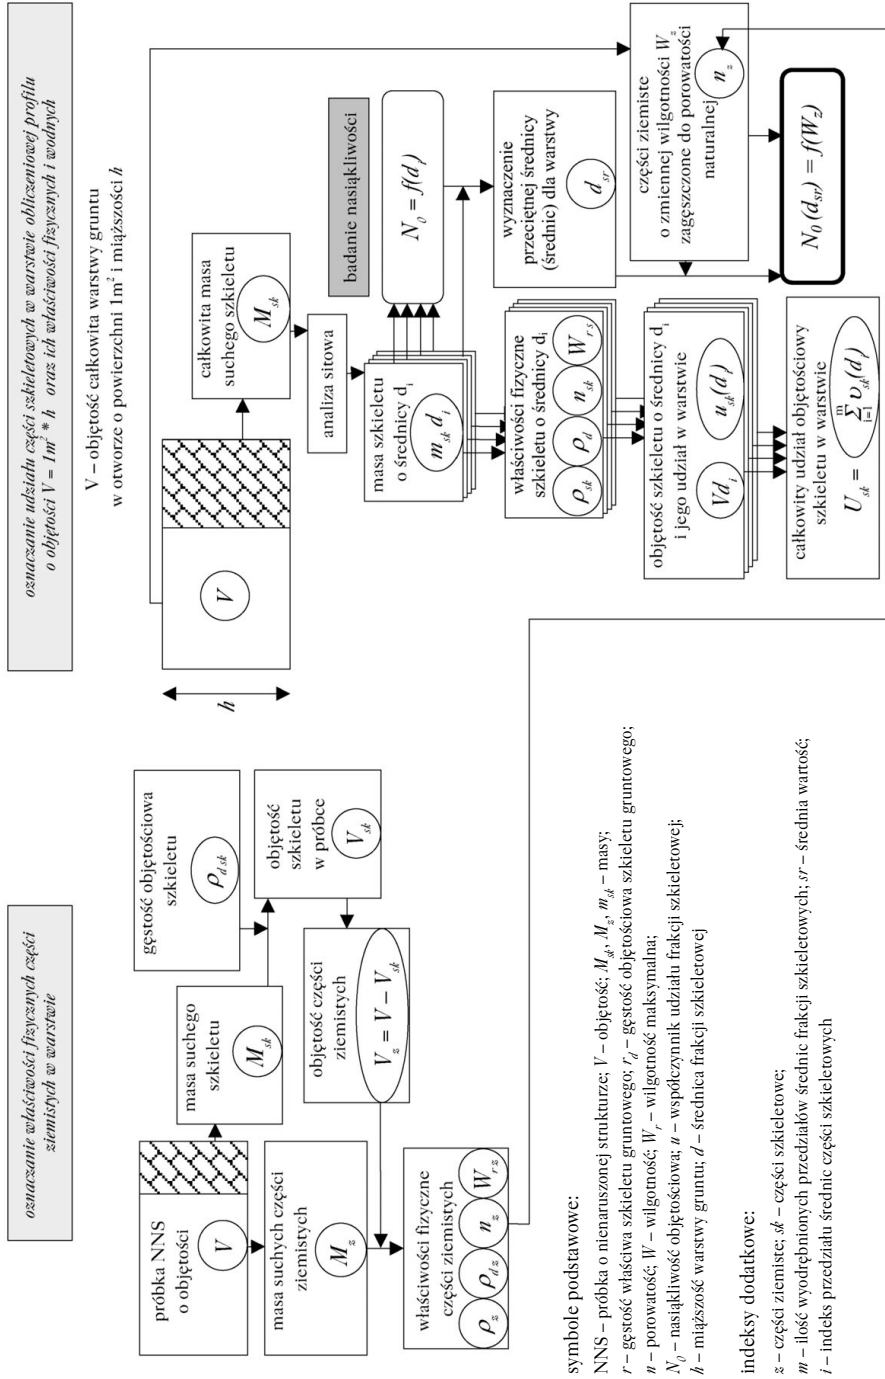 oznaczanie właściwości fizycznych części
ziemistych w warstwie
próbka NNS
o objętości
V
masa suchego
szkieletu
M_sk
gęstość objętościowa
szkieletu
ρ_d sk
objętość
szkieletu
w próbce
V_sk
masa suchych części
ziemistych
M_z
objętość części
ziemistych
V_z = V – V_sk
właściwości fizyczne
części ziemistych
ρ_z ρ_dz n_z W_rz
symbole podstawowe:
NNS – próbka o nienaruszonej strukturze; V – objętość; M_sk, M_z, m_sk – masy;
r – gęstość właściwa szkieletu gruntowego; r_d – gęstość objętościowa szkieletu gruntowego;
n – porowatość; W – wilgotność; W_r – wilgotność maksymalna;
N_0 – nasiąkliwość objętościowa; u – współczynnik udziału frakcji szkieletowej;
h – miąższość warstwy gruntu; d – średnica frakcji szkieletowej
indeksy dodatkowe:
z – części ziemiste; sk – części szkieletowe;
m – ilość wyodrębnionych przedziałów średnic frakcji szkieletowych; sr – średnia wartość;
i – indeks przedziału średnic części szkieletowych
oznaczanie udziału części szkieletowych w warstwie obliczeniowej profilu
o objętości V = 1m² * h oraz ich właściwości fizycznych i wodnych
V – objętość całkowita warstwy gruntu
w otworze o powierzchni 1m² i miąższości h
h
V
całkowita masa
suchego szkieletu
M_sk
analiza sitowa
badanie nasiąkliwości
masa szkieletu
o średnicy d_i
m_sk d_i
N_0 = f(d_i)
właściwości fizyczne
szkieletu o średnicy d_i
ρ_sk ρ_d n_sk W_rs
wyznaczenie
przeciętnej średnicy
(średnic) dla warstwy
d_sr
objętość szkieletu o średnicy d_i
i jego udział w warstwie
Vd_i u_sk(d_i)
części ziemiste
o zmiennej wilgotności W_z
zagęszczone do porowatości
naturalnej
n_z
całkowity udział objętościowy
szkieletu w warstwie
U_sk = m Σ i=1 υ_sk(d_i)
N_0 (d_sr) = f(W_z)